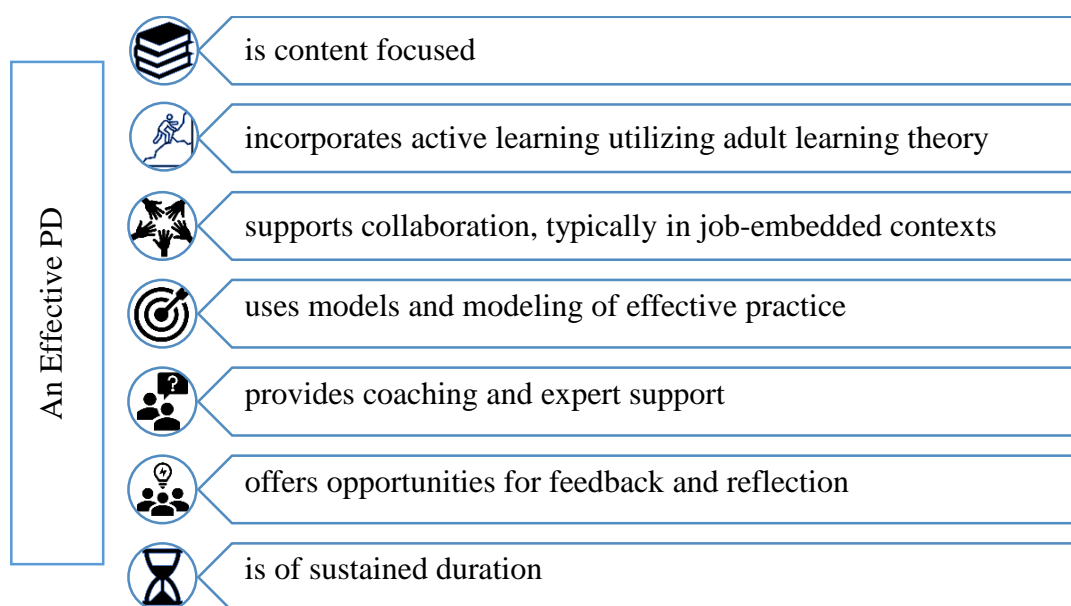 An Effective PD
is content focused
incorporates active learning utilizing adult learning theory
supports collaboration, typically in job-embedded contexts
uses models and modeling of effective practice
provides coaching and expert support
?
offers opportunities for feedback and reflection
is of sustained duration